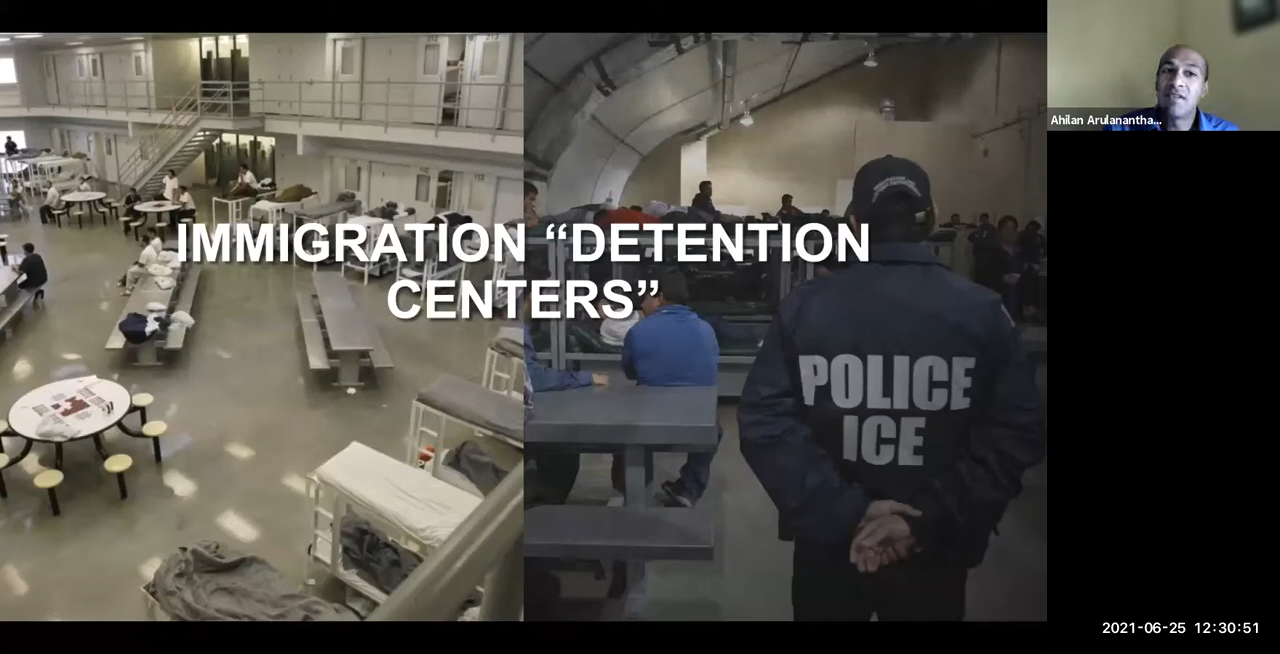 IMMIGRATION “DETENTION
CENTERS”
POLICE
ICE
Ahilan Arulanantha...
2021-06-25 12:30:51